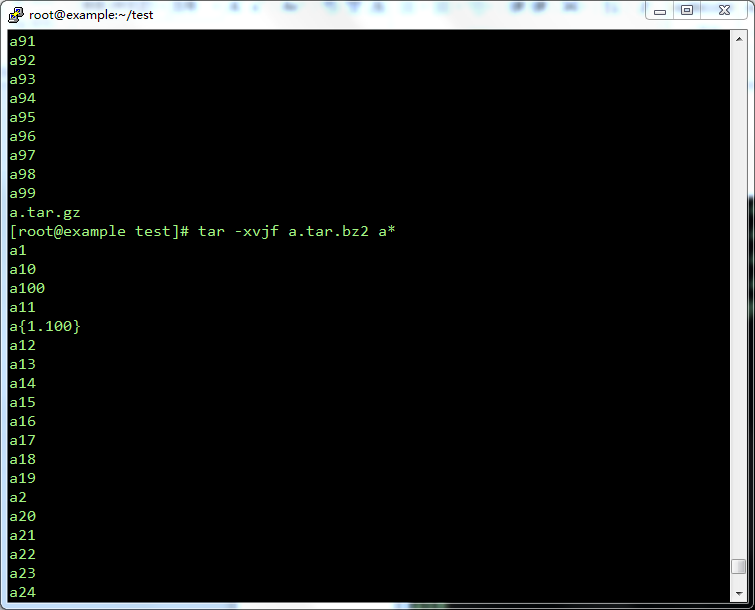 root@example:~/test
a91
a92
a93
a94
a95
a96
a97
a98
a99
a.tar.gz
[root@example test]# tar -xvjf a.tar.bz2 a*
a1
a10
a100
a11
a{1.100}
a12
a13
a14
a15
a16
a17
a18
a19
a2
a20
a21
a22
a23
a24